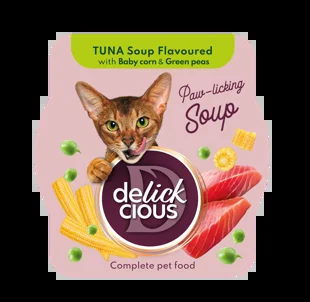 TUNA Soup Flavoured
with Baby corn & Green peas
Paw-licking
Soup
delick
CIOUS
Complete pet food